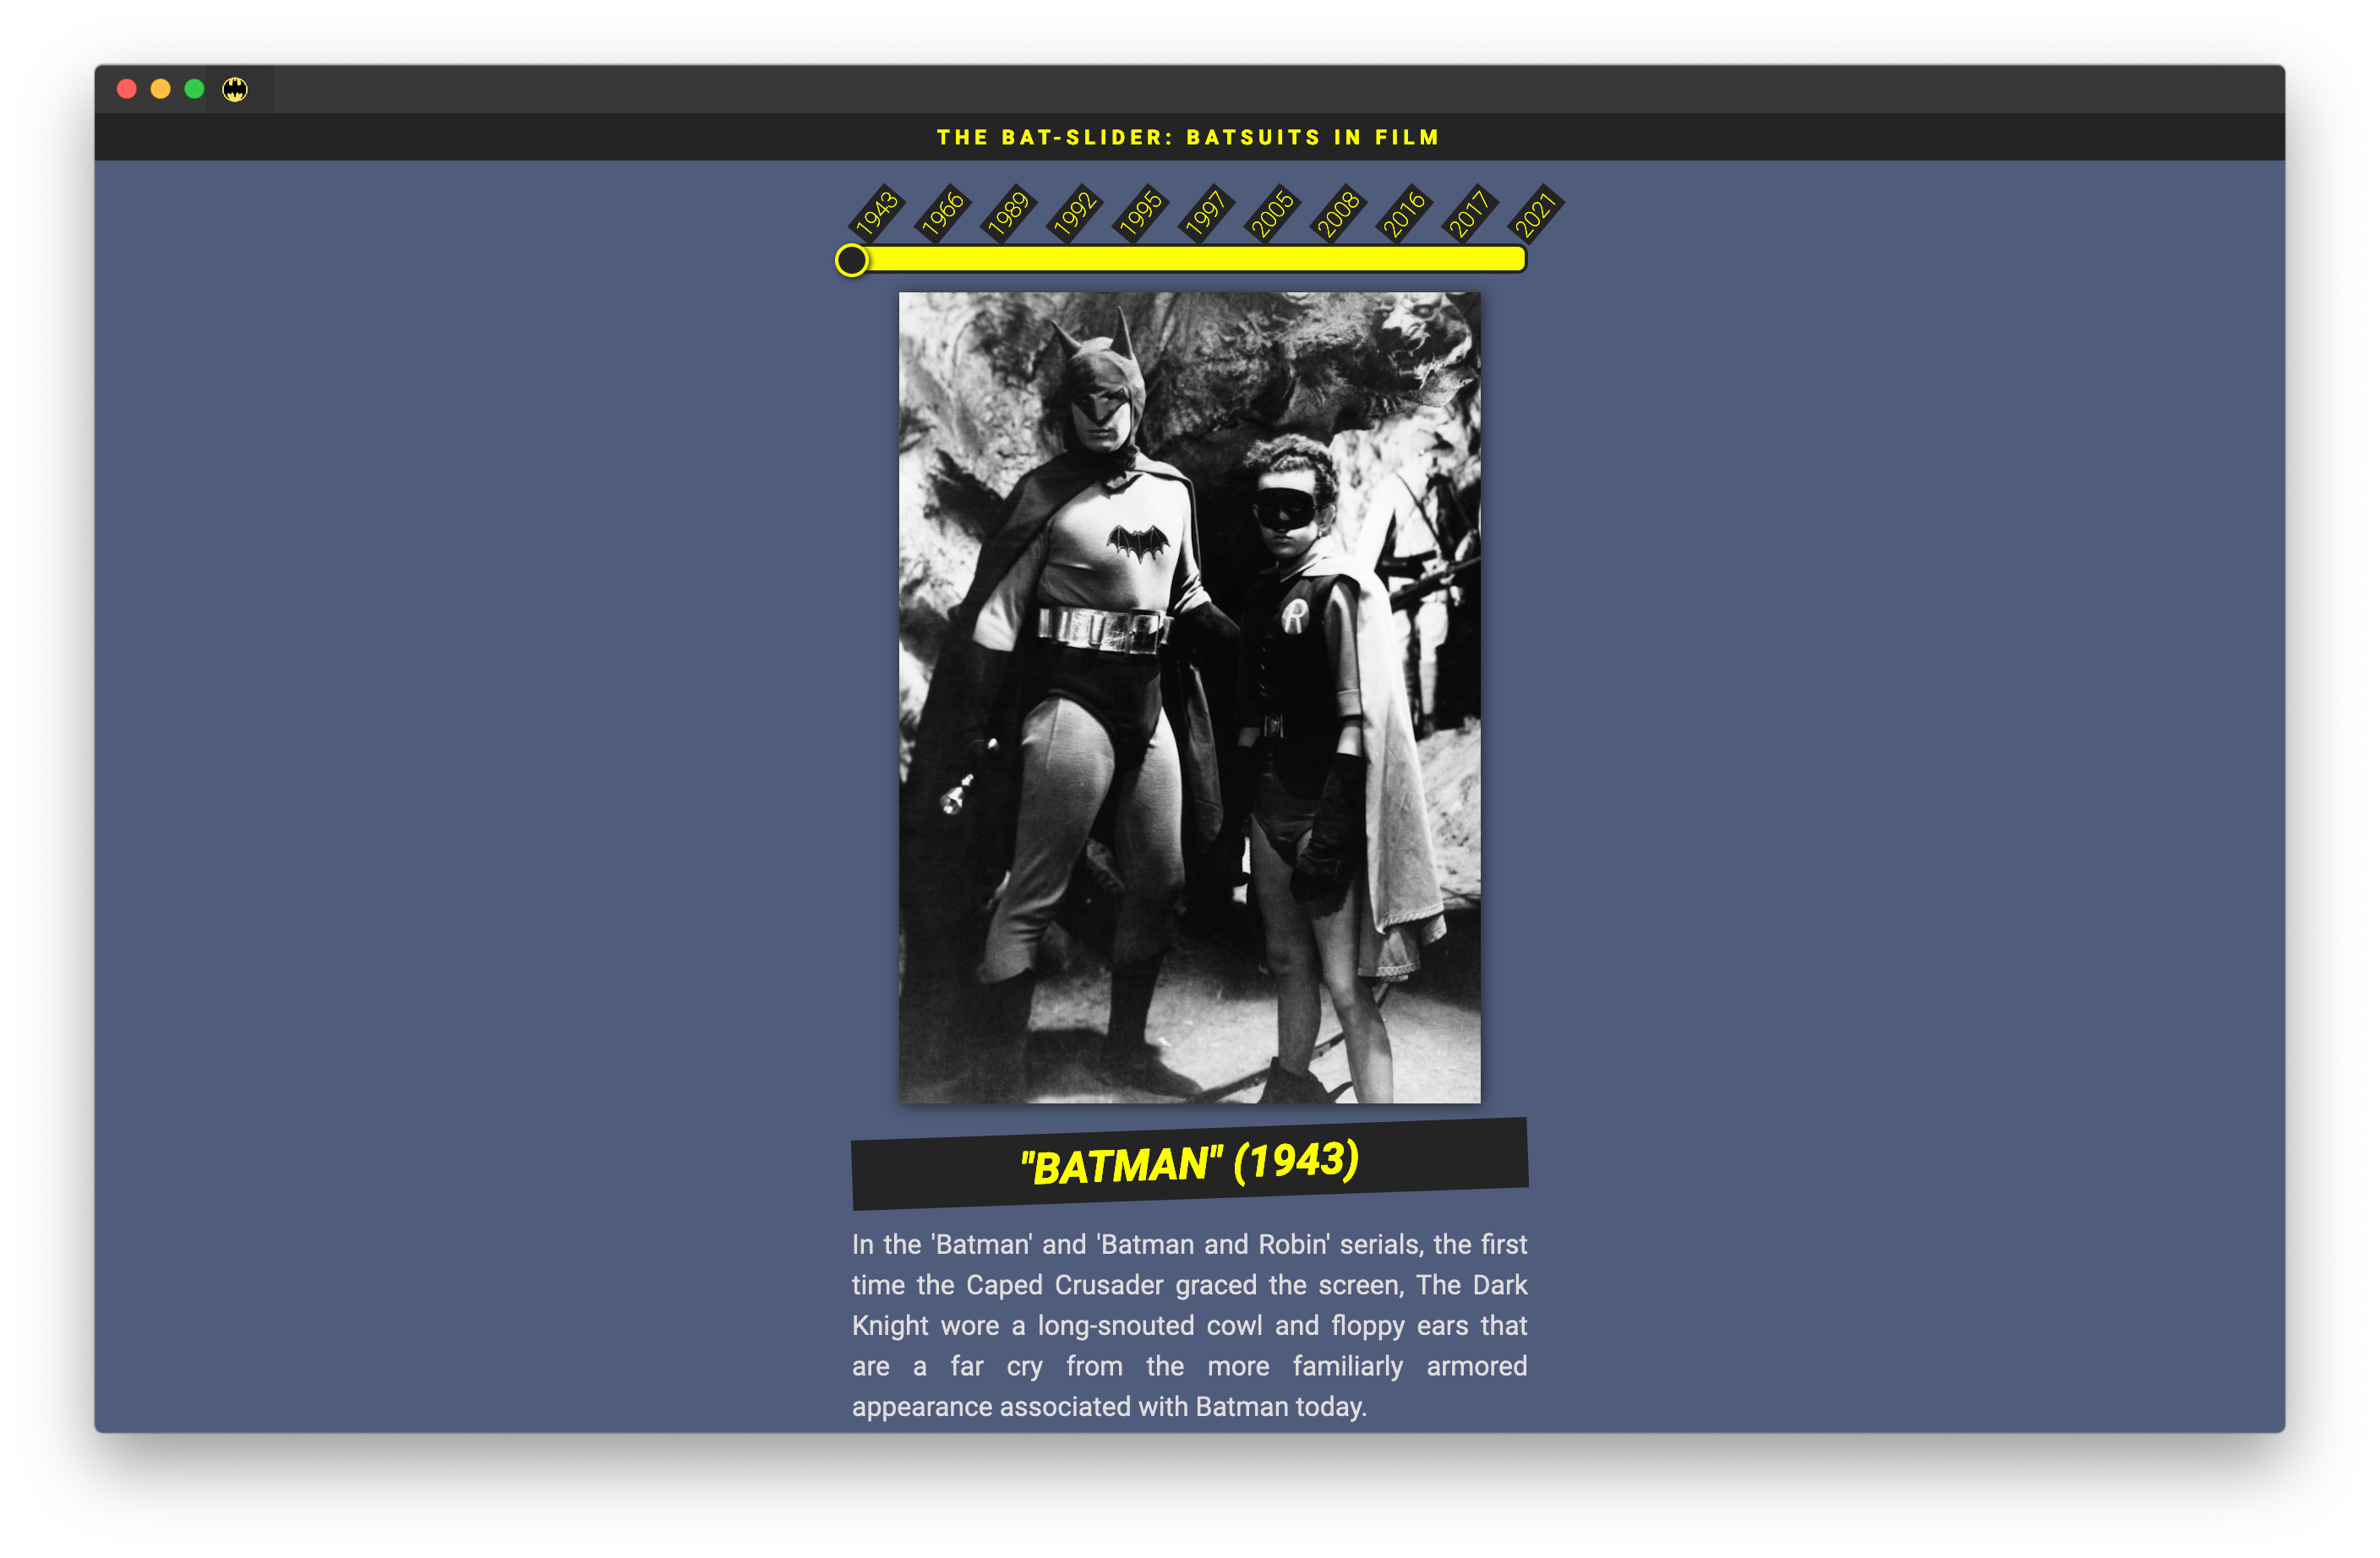 THE BAT-SLIDER: BATSUITS IN FILM
1943 1966 1989 1992 1995 1997 2005 2008 2016 2017 2021
R
"BATMAN" (1943)
In the 'Batman' and 'Batman and Robin' serials, the first
time the Caped Crusader graced the screen, The Dark
Knight wore a long-snouted cowl and floppy ears that
are a far cry from the more familiarly armored
appearance associated with Batman today.